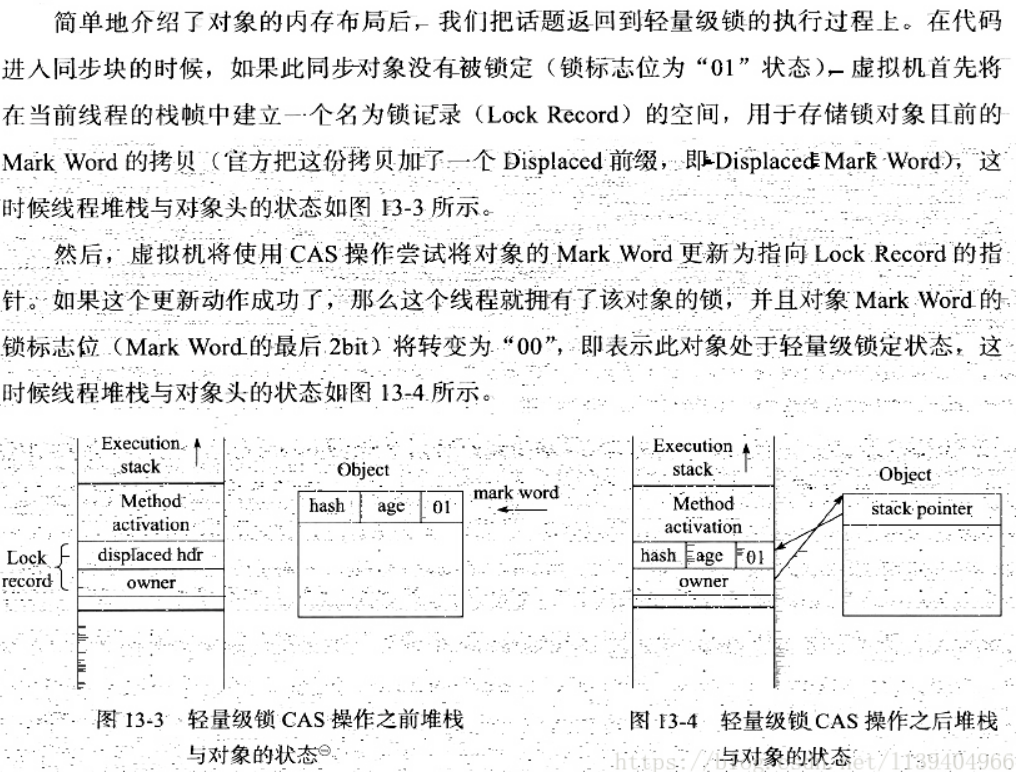 简单地介绍了对象的内存布局后，我们把话题返回到轻量级锁的执行过程上。在代码
进入同步块的时候，如果此同步对象没有被锁定（锁标志位为“01”状态），虚拟机首先将
在当前线程的栈帧中建立一个名为锁记录（Lock Record）的空间，用于存储锁对象目前的
Mark Word 的拷贝（官方把这份拷贝加了一个 Displaced 前缀，即 Displaced Mark Word），这
时候线程堆栈与对象头的状态如图 13-3 所示。
然后，虚拟机将使用 CAS 操作尝试将对象的 Mark Word 更新为指向 Lock Record 的指
针。如果这个更新动作成功了，那么这个线程就拥有了该对象的锁，并且对象 Mark Word 的
锁标志位（Mark Word 的最后 2bit）将转变为“00”，即表示此对象处于轻量级锁定状态，这
时候线程堆栈与对象头的状态如图 13-4 所示。
Execution
stack
Method
activation
Lock
record
displaced hdr
owner
Object
hash age 01
mark word
Execution
stack
Method
activation
hash age 01
owner
Object
stack pointer
图 13-3 轻量级锁 CAS 操作之前堆栈
与对象的状态㊀
图 13-4 轻量级锁 CAS 操作之后堆栈
与对象的状态